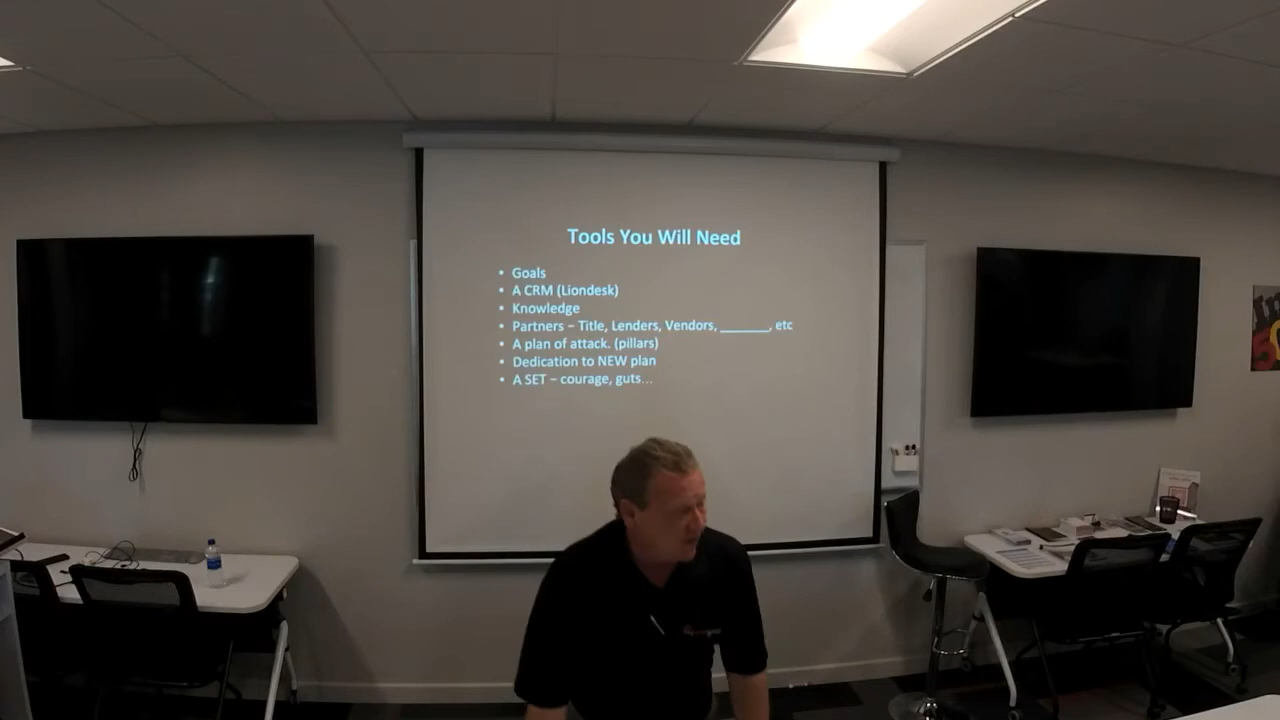 Tools You Will Need
• Goals
• A CRM (Liondesk)
• Knowledge
• Partners – Title, Lenders, Vendors, _______, etc
• A plan of attack. (pillars)
• Dedication to NEW plan
• A SET – courage, guts...